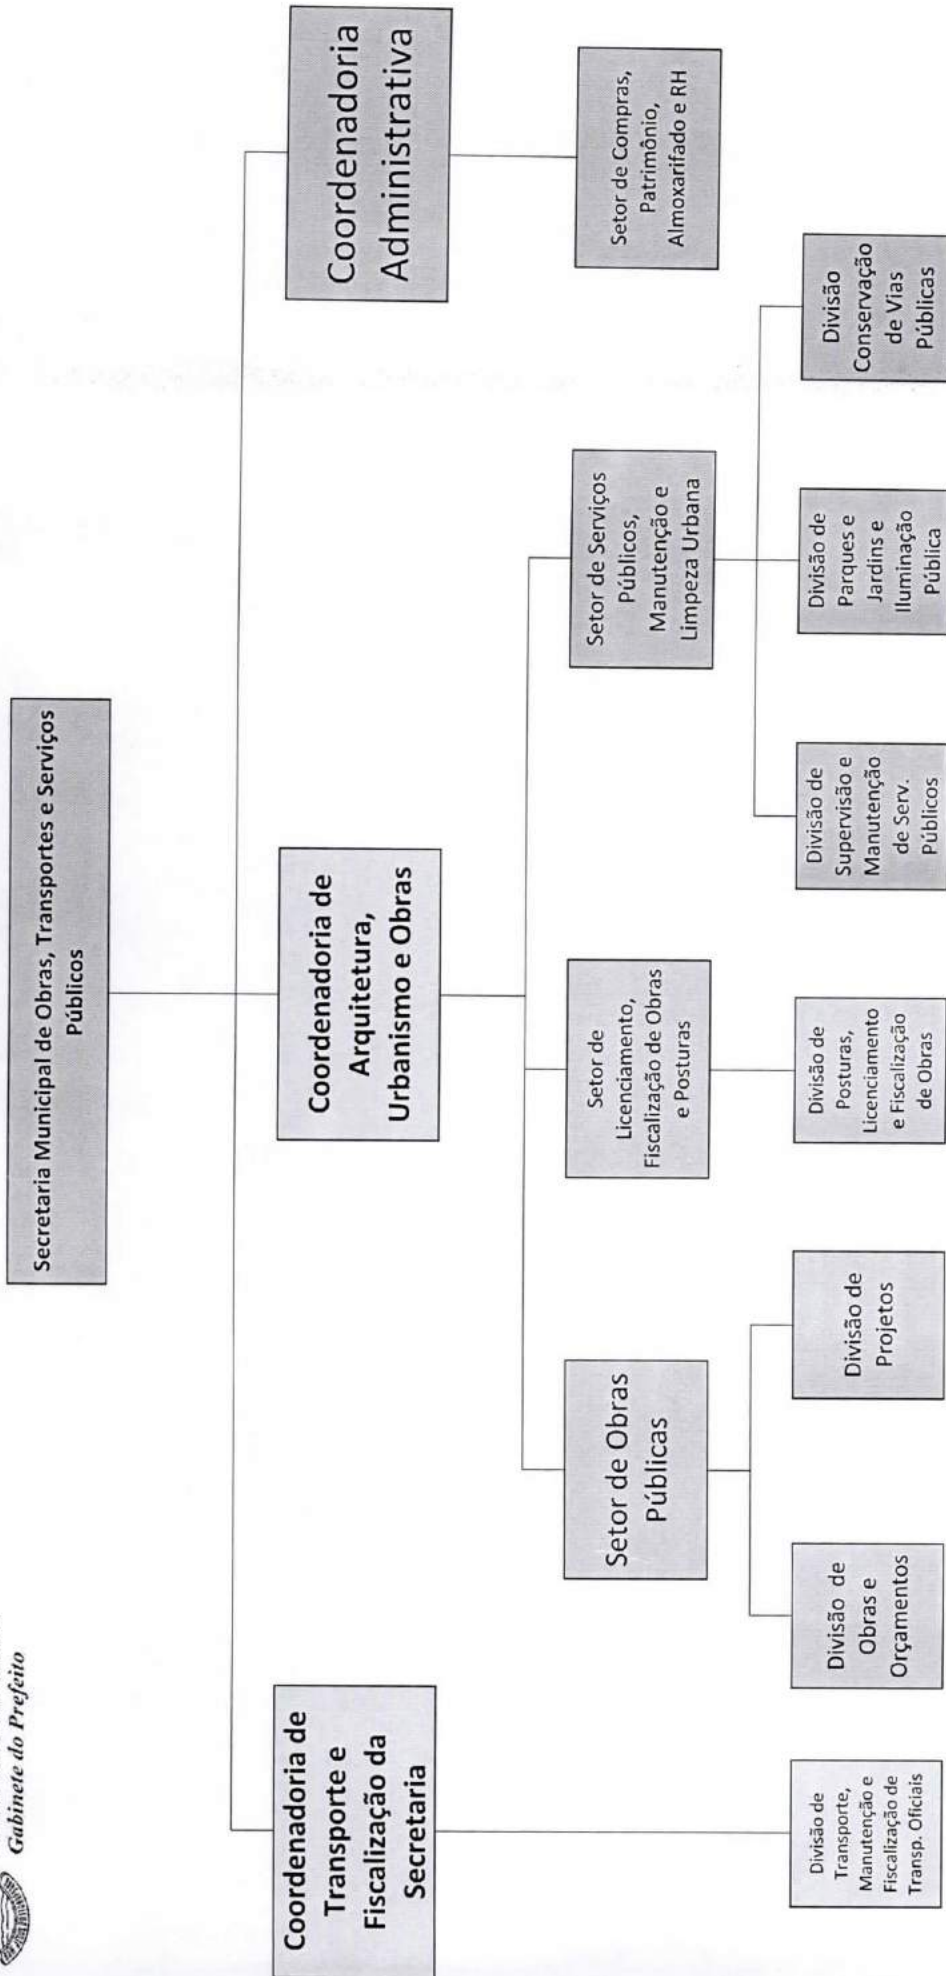 Gabinete do Prefeito
Secretaria Municipal de Obras, Transportes e Serviços
Públicos
Coordenadoria de
Transporte e
Fiscalização da
Secretaria
Coordenadoria de
Arquitetura,
Urbanismo e Obras
Coordenadoria
Administrativa
Setor de Obras
Públicas
Setor de
Licenciamento,
Fiscalização de Obras
e Posturas
Setor de Serviços
Públicos,
Manutenção e
Limpeza Urbana
Setor de Compras,
Patrimônio,
Almoxarifado e RH
Divisão de
Transporte,
Manutenção e
Fiscalização de
Transp. Oficiais
Divisão de
Obras e
Orçamentos
Divisão de
Projetos
Divisão de
Posturas,
Licenciamento
e Fiscalização
de Obras
Divisão de
Supervisão e
Manutenção
de Serv.
Públicos
Divisão de
Parques e
Jardins e
Iluminação
Pública
Divisão
Conservação
de Vias
Públicas